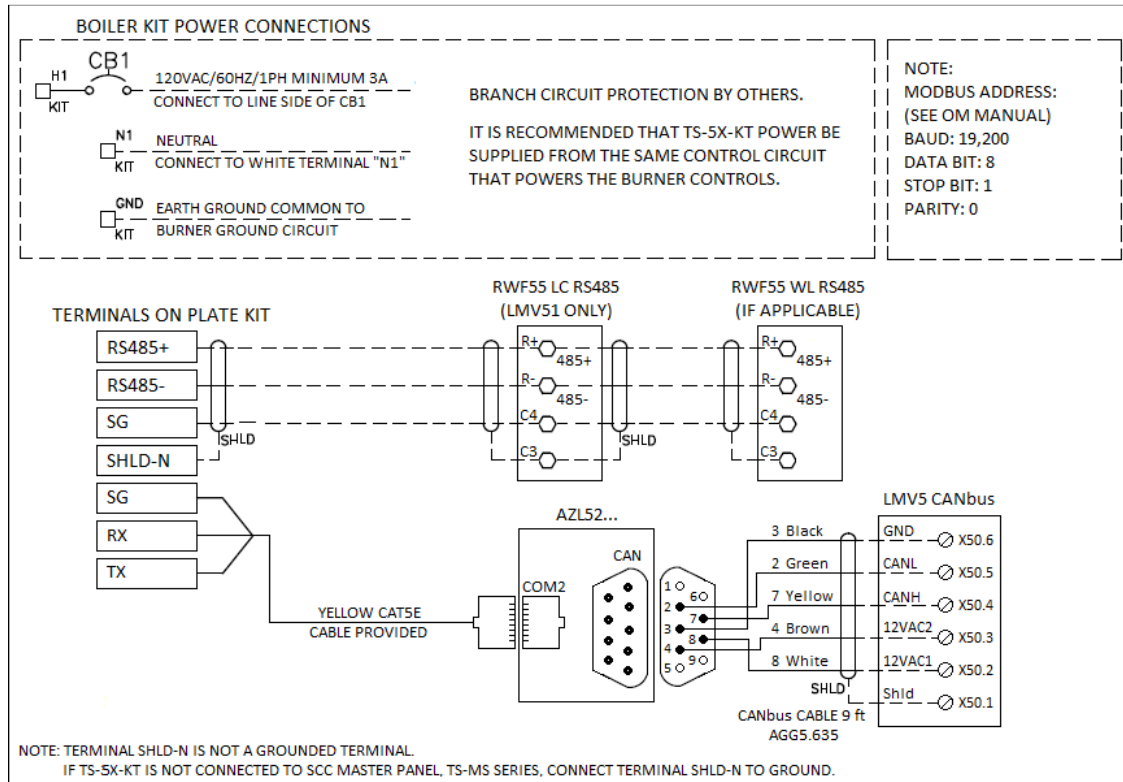 BOILER KIT POWER CONNECTIONS
CB1
H1
KIT
120VAC/60HZ/1PH MINIMUM 3A
CONNECT TO LINE SIDE OF CB1
N1
KIT
NEUTRAL
CONNECT TO WHITE TERMINAL "N1"
GND
KIT
EARTH GROUND COMMON TO
BURNER GROUND CIRCUIT
BRANCH CIRCUIT PROTECTION BY OTHERS.
IT IS RECOMMENDED THAT TS-5X-KT POWER BE
SUPPLIED FROM THE SAME CONTROL CIRCUIT
THAT POWERS THE BURNER CONTROLS.
NOTE:
MODBUS ADDRESS:
(SEE OM MANUAL)
BAUD: 19,200
DATA BIT: 8
STOP BIT: 1
PARITY: 0
TERMINALS ON PLATE KIT
RS485+
RS485-
SG
SHLD-N
SG
RX
TX
SHLD
RWF55 LC RS485
(LMV51 ONLY)
R+
485+
R-
485-
C4
C3
SHLD
RWF55 WL RS485
(IF APPLICABLE)
R+
485+
R-
485-
C4
C3
YELLOW CAT5E
CABLE PROVIDED
AZL52...
COM2
CAN
1
6
2
7
3
8
4
9
5
3 Black
2 Green
7 Yellow
4 Brown
8 White
SHLD
CANbus CABLE 9 ft
AGG5.635
LMV5 CANbus
GND X50.6
CANL X50.5
CANH X50.4
12VAC2 X50.3
12VAC1 X50.2
Shld X50.1
NOTE: TERMINAL SHLD-N IS NOT A GROUNDED TERMINAL.
IF TS-5X-KT IS NOT CONNECTED TO SCC MASTER PANEL, TS-MS SERIES, CONNECT TERMINAL SHLD-N TO GROUND.